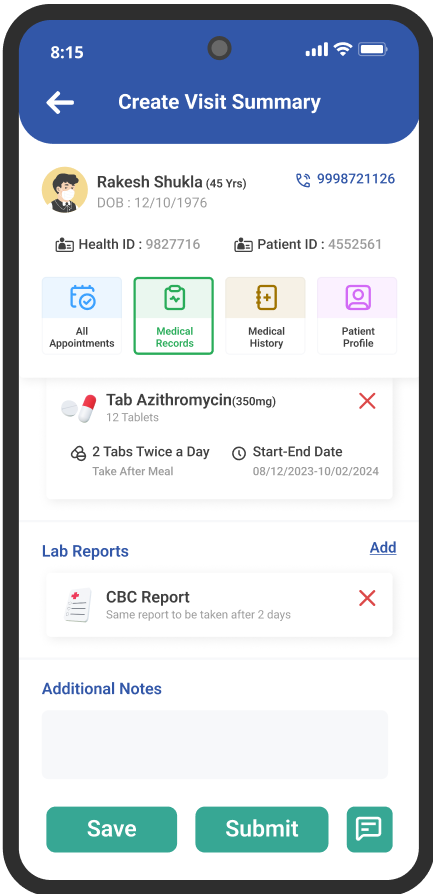 8:15
Create Visit Summary
Rakesh Shukla (45 Yrs)
9998721126
DOB : 12/10/1976
Health ID : 9827716
Patient ID : 4552561
All
Appointments
Medical
Records
Medical
History
Patient
Profile
Tab Azithromycin(350mg)
12 Tablets
2 Tabs Twice a Day
Take After Meal
Start-End Date
08/12/2023-10/02/2024
Lab Reports
Add
CBC Report
Same report to be taken after 2 days
Additional Notes
Save
Submit